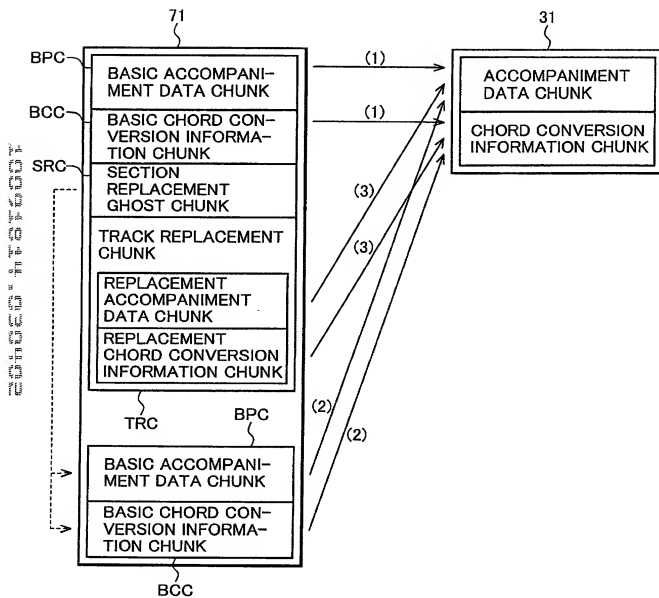 71
31
BPC
BASIC ACCOMPANI-
MENT DATA CHUNK
(1)
ACCOMPANIMENT
DATA CHUNK
BCC
BASIC CHORD CON-
VERSION INFORMA-
TION CHUNK
(1)
CHORD CONVERSION
INFORMATION CHUNK
SRC
SECTION
REPLACEMENT
GHOST CHUNK
(3)
TRACK REPLACEMENT
CHUNK
(3)
REPLACEMENT
ACCOMPANIMENT
DATA CHUNK
REPLACEMENT
CHORD CONVERSION
INFORMATION CHUNK
TRC
BPC
(2)
(2)
BASIC ACCOMPANI-
MENT DATA CHUNK
BASIC CHORD CON-
VERSION INFORMA-
TION CHUNK
BCC